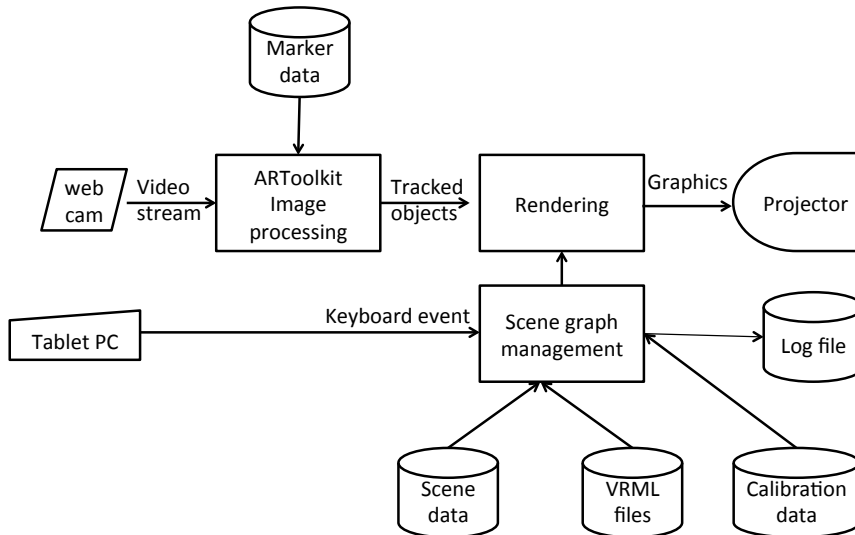 Marker
data
web
cam
Video
stream
ARToolkit
Image
processing
Tracked
objects
Rendering
Graphics
Projector
Tablet PC
Keyboard event
Scene graph
management
Log file
Scene
data
VRML
files
Calibration
data